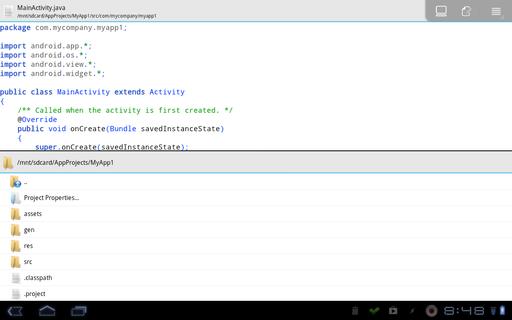 MainActivity.java
/mnt/sdcard/AppProjects/MyApp1/src/com/mycompany/myapp1
package com.mycompany.myapp1;
import android.app.*;
import android.os.*;
import android.view.*;
import android.widget.*;
public class MainActivity extends Activity
{
/** Called when the activity is first created. */
@Override
public void onCreate(Bundle savedInstanceState)
{
super.onCreate(savedInstanceState);
/mnt/sdcard/AppProjects/MyApp1
..
Project Properties...
assets
gen
res
src
.classpath
.project
8:48